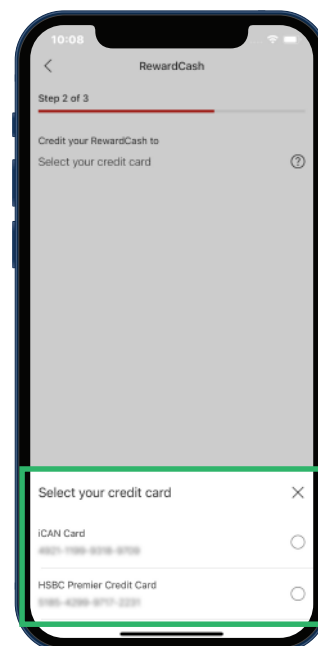 10:08
RewardCash
Step 2 of 3
Credit your RewardCash to
Select your credit card
Select your credit card
iCAN Card
HSBC Premier Credit Card